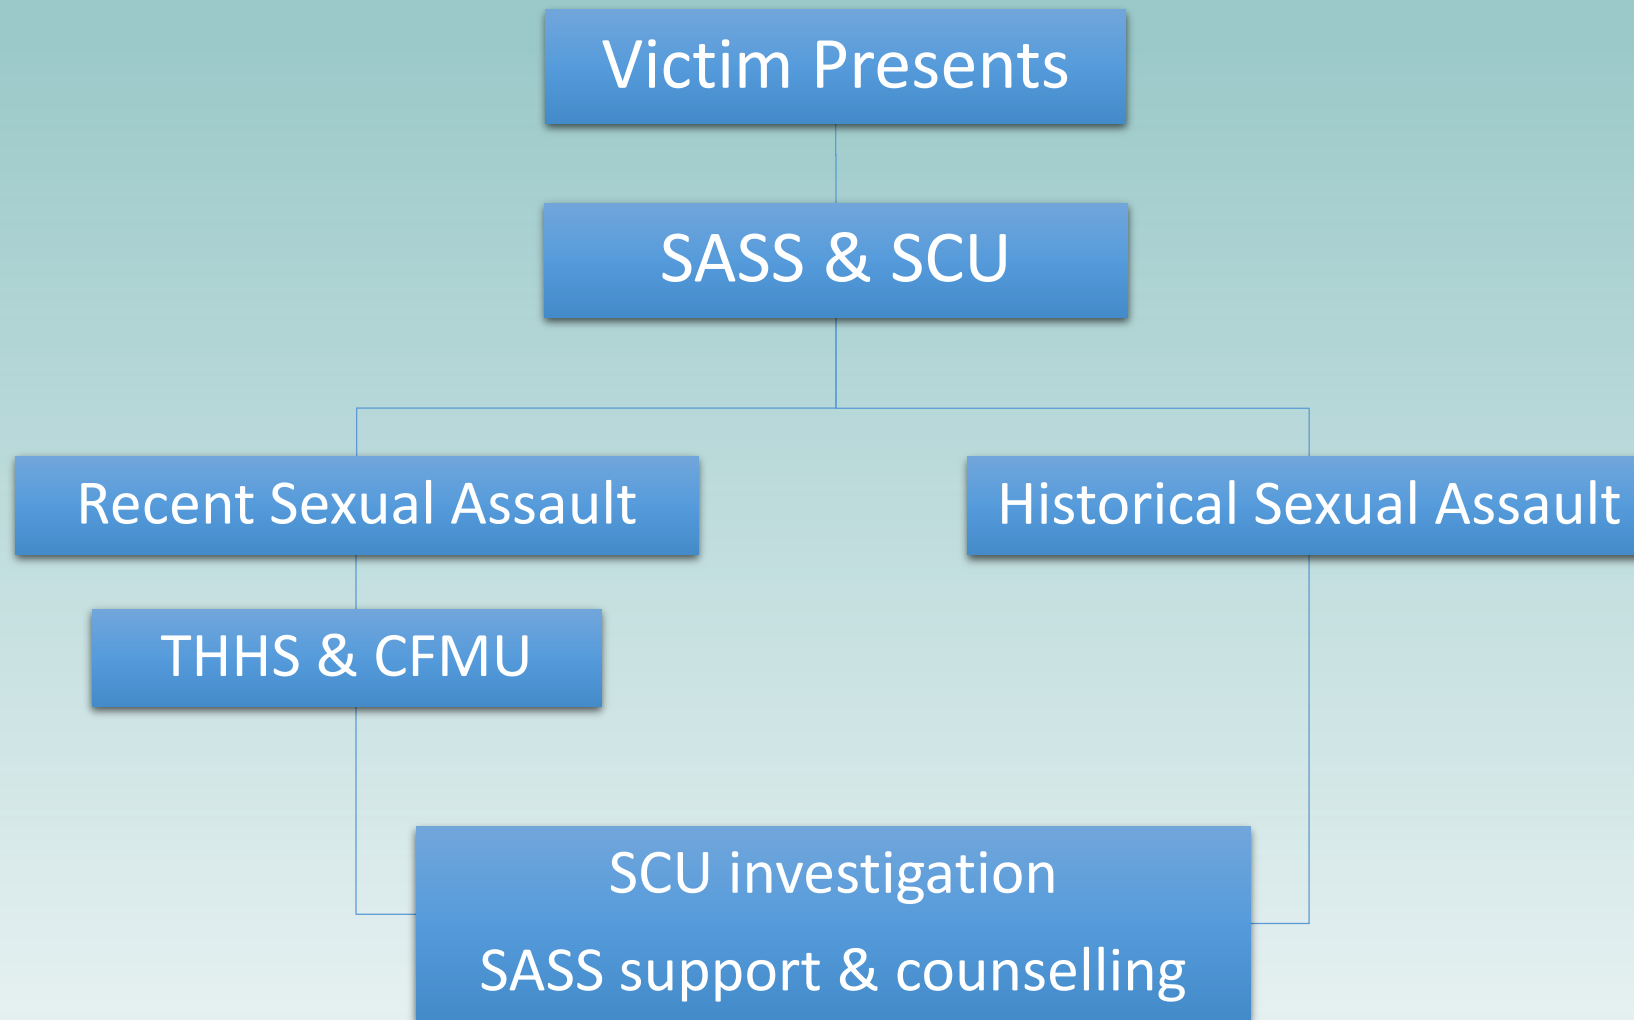 Victim Presents
SASS & SCU
Recent Sexual Assault
Historical Sexual Assault
THHS & CFMU
SCU investigation
SASS support & counselling